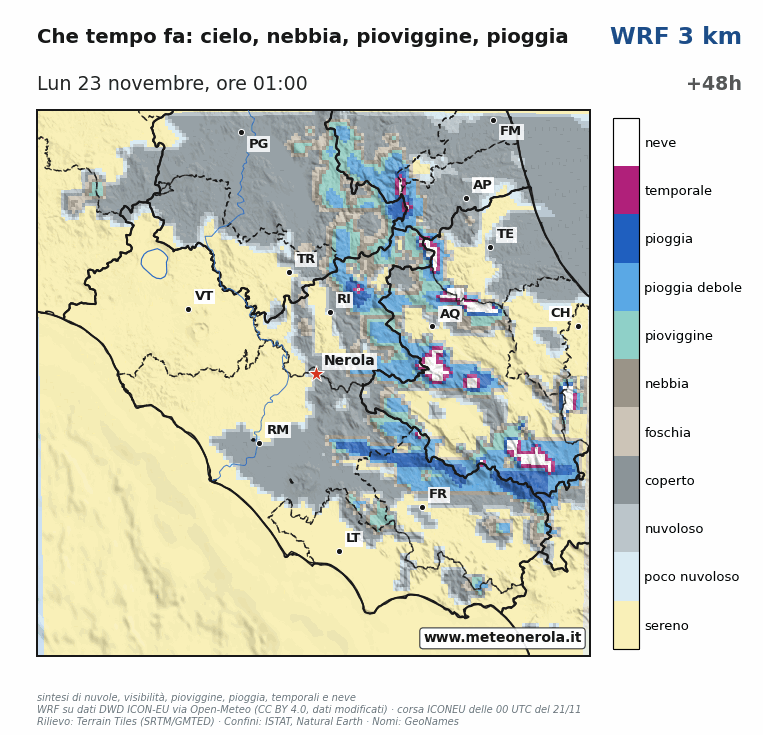 Che tempo fa: cielo, nebbia, pioviggine, pioggia
WRF 3 km
Lun 23 novembre, ore 01:00
+48h
FM
PG
AP
TE
TR
VT
RI
AQ
CH
Nerola
RM
FR
LT
www.meteonerola.it
neve
temporale
pioggia
pioggia debole
pioviggine
nebbia
foschia
coperto
nuvoloso
poco nuvoloso
sereno
sintesi di nuvole, visibilità, pioviggine, pioggia, temporali e neve
WRF su dati DWD ICON-EU via Open-Meteo (CC BY 4.0, dati modificati) · corsa ICONEU delle 00 UTC del 21/11
Rilievo: Terrain Tiles (SRTM/GMTED) · Confini: ISTAT, Natural Earth · Nomi: GeoNames